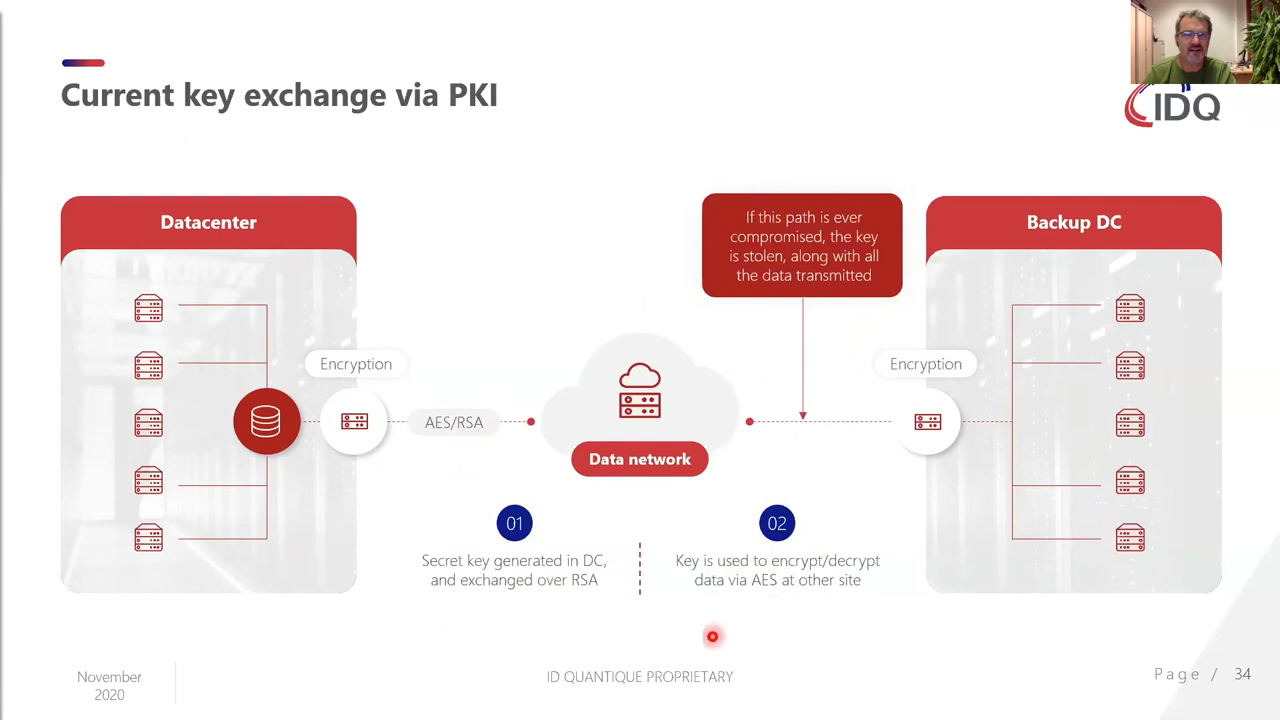 Current key exchange via PKI
IDQ
Datacenter
If this path is ever
compromised, the key
is stolen, along with all
the data transmitted
Backup DC
Encryption
Encryption
AES/RSA
Data network
01
Secret key generated in DC,
and exchanged over RSA
02
Key is used to encrypt/decrypt
data via AES at other site
November
2020
ID QUANTIQUE PROPRIETARY
Page / 34